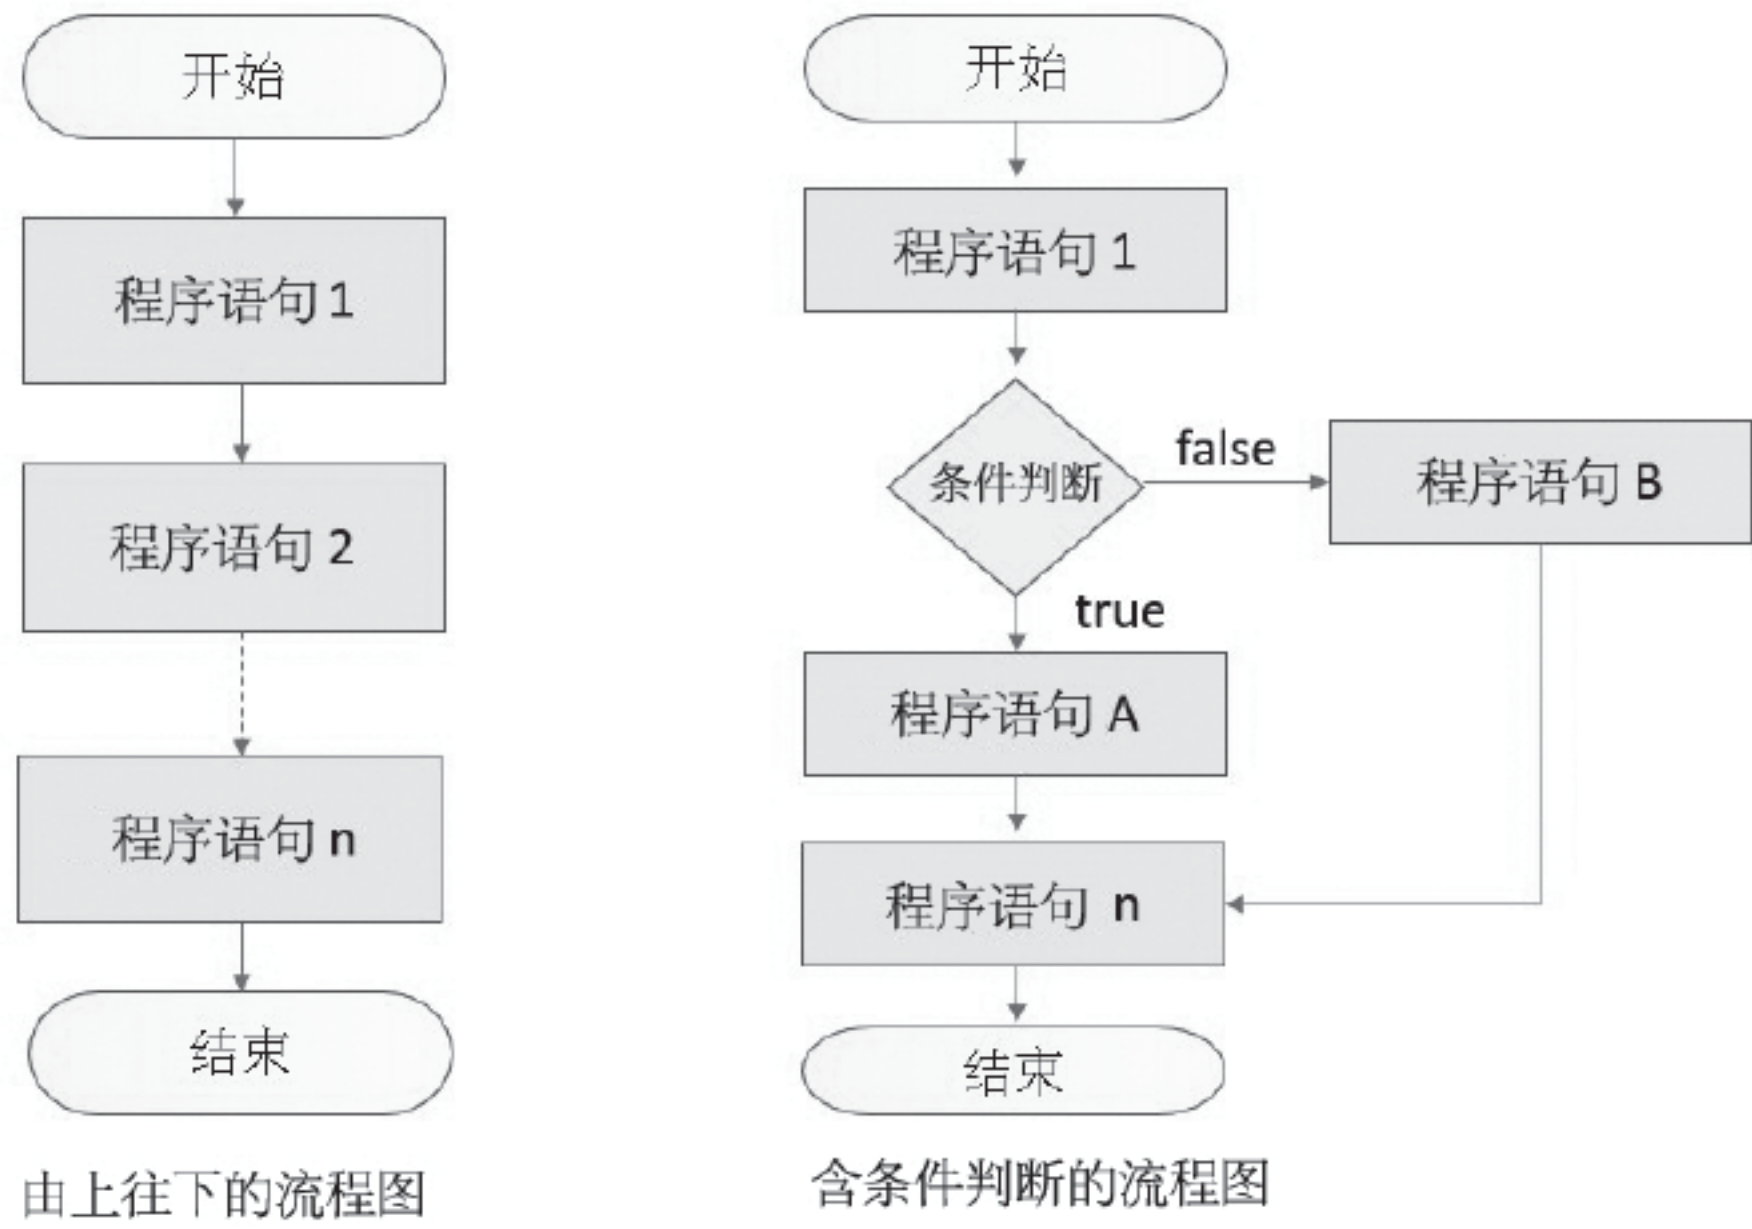 开始
程序语句 1
程序语句 2
程序语句 n
结束
由上往下的流程图
开始
程序语句 1
条件判断
false
程序语句 B
true
程序语句 A
程序语句 n
结束
含条件判断的流程图